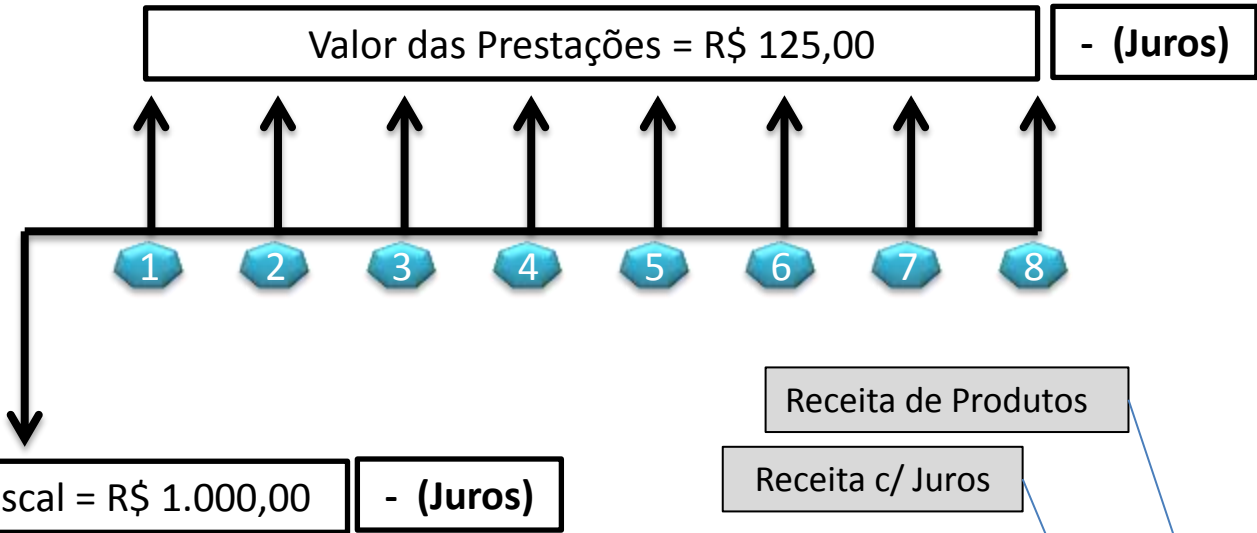 Valor das Prestações = R$ 125,00
- (Juros)
1 2 3 4 5 6 7 8
Receita de Produtos
Receita c/ Juros
scal = R$ 1.000,00
- (Juros)